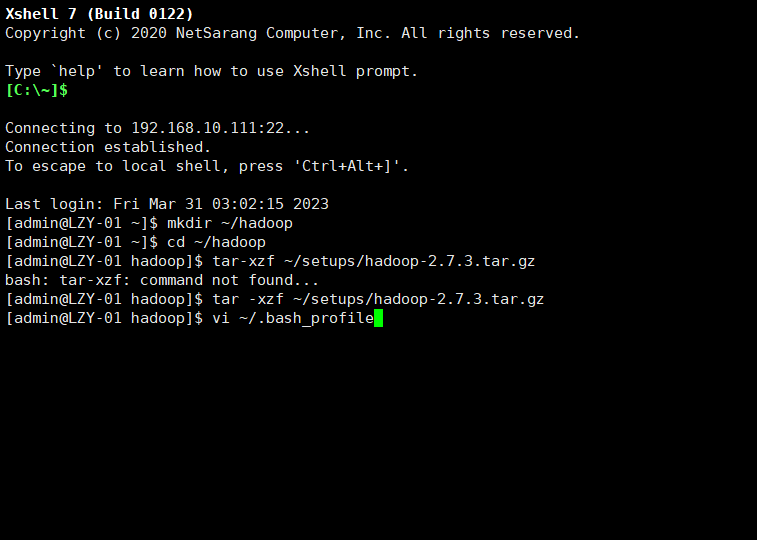 Xshell 7 (Build 0122)
Copyright (c) 2020 NetSarang Computer, Inc. All rights reserved.
Type `help' to learn how to use Xshell prompt.
[C:\~]$
Connecting to 192.168.10.111:22...
Connection established.
To escape to local shell, press 'Ctrl+Alt+]'.
Last login: Fri Mar 31 03:02:15 2023
[admin@LZY-01 ~]$ mkdir ~/hadoop
[admin@LZY-01 ~]$ cd ~/hadoop
[admin@LZY-01 hadoop]$ tar-xzf ~/setups/hadoop-2.7.3.tar.gz
bash: tar-xzf: command not found...
[admin@LZY-01 hadoop]$ tar -xzf ~/setups/hadoop-2.7.3.tar.gz
[admin@LZY-01 hadoop]$ vi ~/.bash_profile